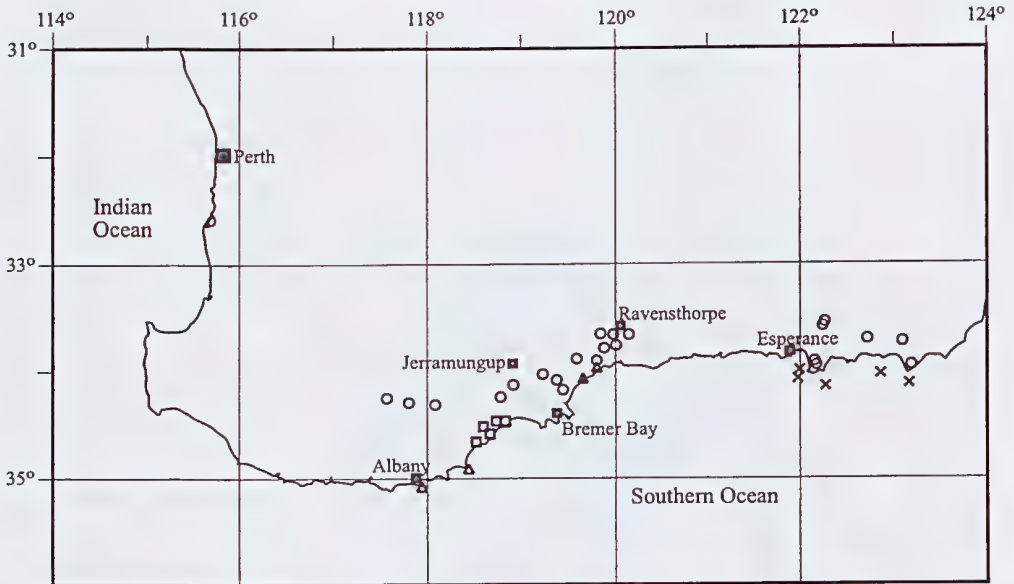 114° 116° 118° 120° 122° 124°
31°
Perth
Indian
Ocean
33°
Ravensthorpe
Esperance
Jerramungup
Bremer Bay
Albany
35°
Southern Ocean